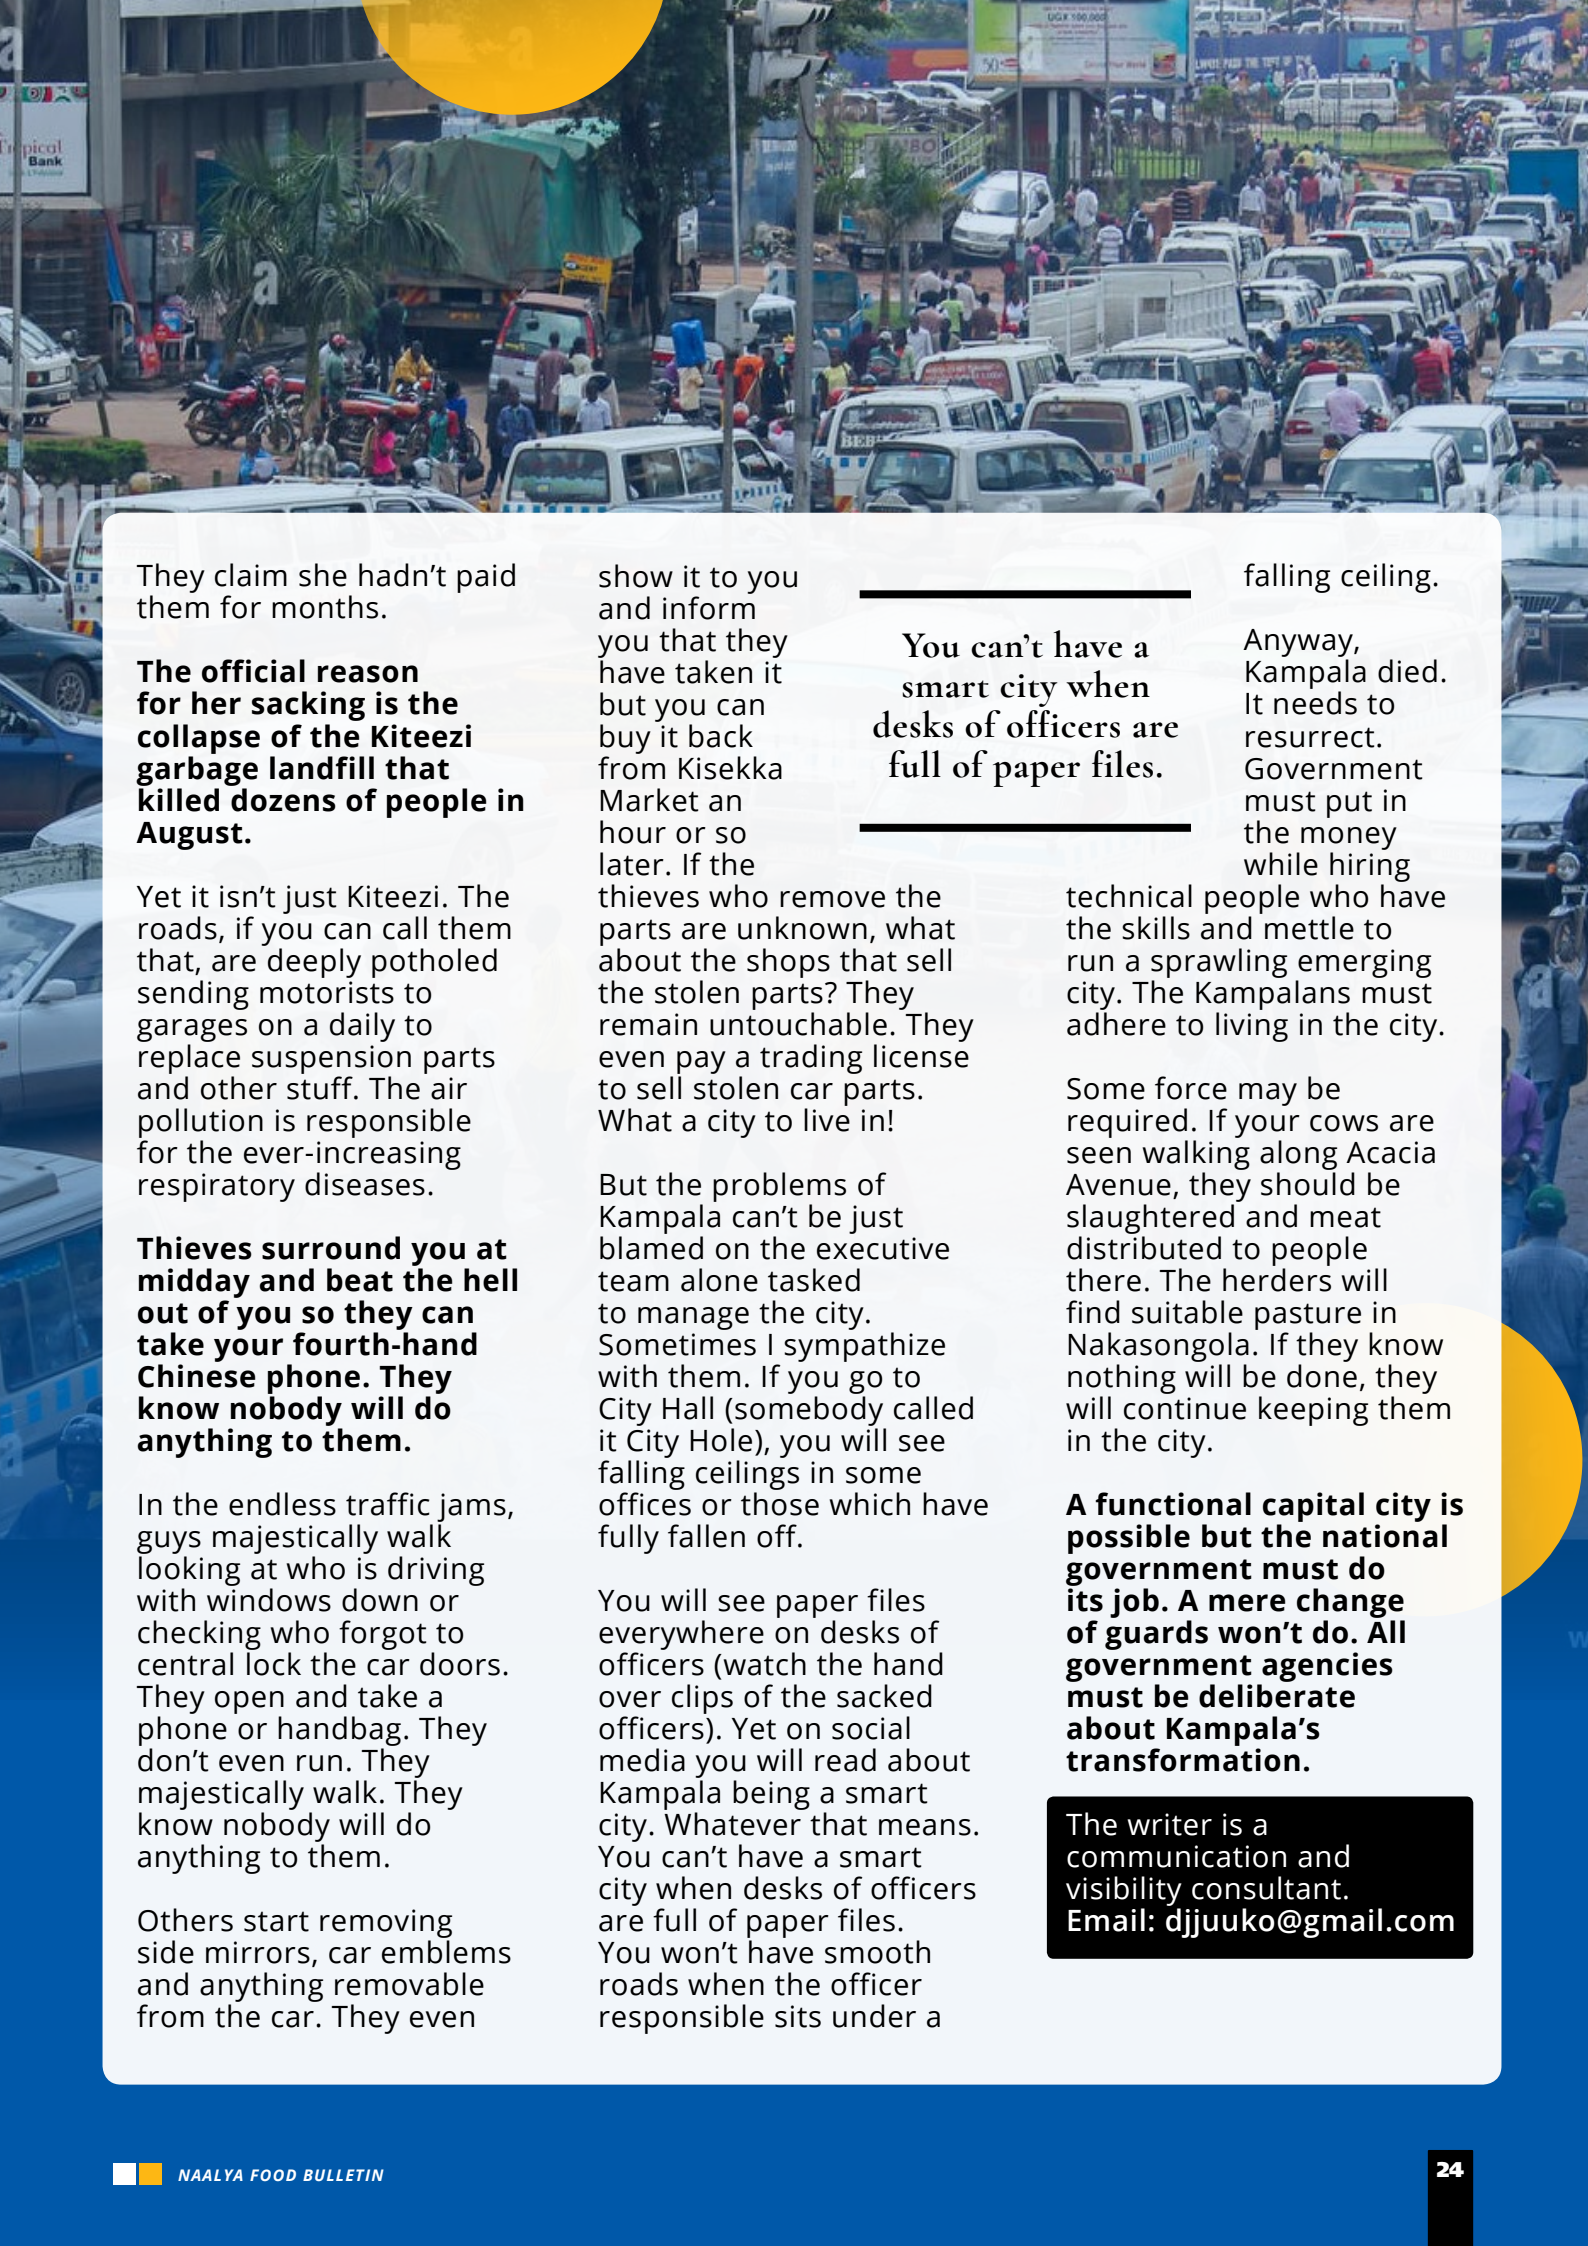 Tropical
Bank
UGX 100,000
50
They claim she hadn’t paid
them for months.
The official reason
for her sacking is the
collapse of the Kiteezi
garbage landfill that
killed dozens of people in
August.
Yet it isn’t just Kiteezi. The
roads, if you can call them
that, are deeply potholed
sending motorists to
garages on a daily to
replace suspension parts
and other stuff. The air
pollution is responsible
for the ever-increasing
respiratory diseases.
Thieves surround you at
midday and beat the hell
out of you so they can
take your fourth-hand
Chinese phone. They
know nobody will do
anything to them.
In the endless traffic jams,
guys majestically walk
looking at who is driving
with windows down or
checking who forgot to
central lock the car doors.
They open and take a
phone or handbag. They
don’t even run. They
majestically walk. They
know nobody will do
anything to them.
Others start removing
side mirrors, car emblems
and anything removable
from the car. They even
show it to you
and inform
you that they
have taken it
but you can
buy it back
from Kisekka
Market an
hour or so
later. If the
thieves who remove the
parts are unknown, what
about the shops that sell
the stolen parts? They
remain untouchable. They
even pay a trading license
to sell stolen car parts.
What a city to live in!
But the problems of
Kampala can’t be just
blamed on the executive
team alone tasked
to manage the city.
Sometimes I sympathize
with them. If you go to
City Hall (somebody called
it City Hole), you will see
falling ceilings in some
offices or those which have
fully fallen off.
You will see paper files
everywhere on desks of
officers (watch the hand
over clips of the sacked
officers). Yet on social
media you will read about
Kampala being a smart
city. Whatever that means.
You can’t have a smart
city when desks of officers
are full of paper files.
You won’t have smooth
roads when the officer
responsible sits under a
You can’t have a
smart city when
desks of officers are
full of paper files.
falling ceiling.
Anyway,
Kampala died.
It needs to
resurrect.
Government
must put in
the money
while hiring
technical people who have
the skills and mettle to
run a sprawling emerging
city. The Kampalans must
adhere to living in the city.
Some force may be
required. If your cows are
seen walking along Acacia
Avenue, they should be
slaughtered and meat
distributed to people
there. The herders will
find suitable pasture in
Nakasongola. If they know
nothing will be done, they
will continue keeping them
in the city.
A functional capital city is
possible but the national
government must do
its job. A mere change
of guards won’t do. All
government agencies
must be deliberate
about Kampala’s
transformation.
The writer is a
communication and
visibility consultant.
Email: djjuuko@gmail.com
NAALYA FOOD BULLETIN
24